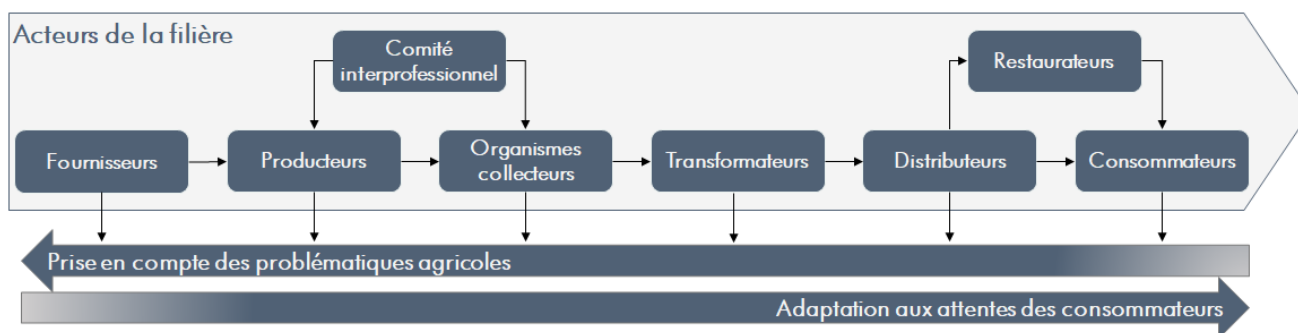 Acteurs de la filière
Comité
interprofessionnel
Restaurateurs
Fournisseurs
Producteurs
Organismes
collecteurs
Transformateurs
Distributeurs
Consommateurs
Prise en compte des problématiques agricoles
Adaptation aux attentes des consommateurs